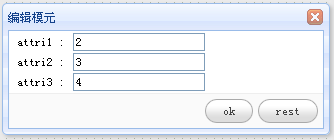 编辑模元
attri1 : 2
attri2 : 3
attri3 : 4
ok rest